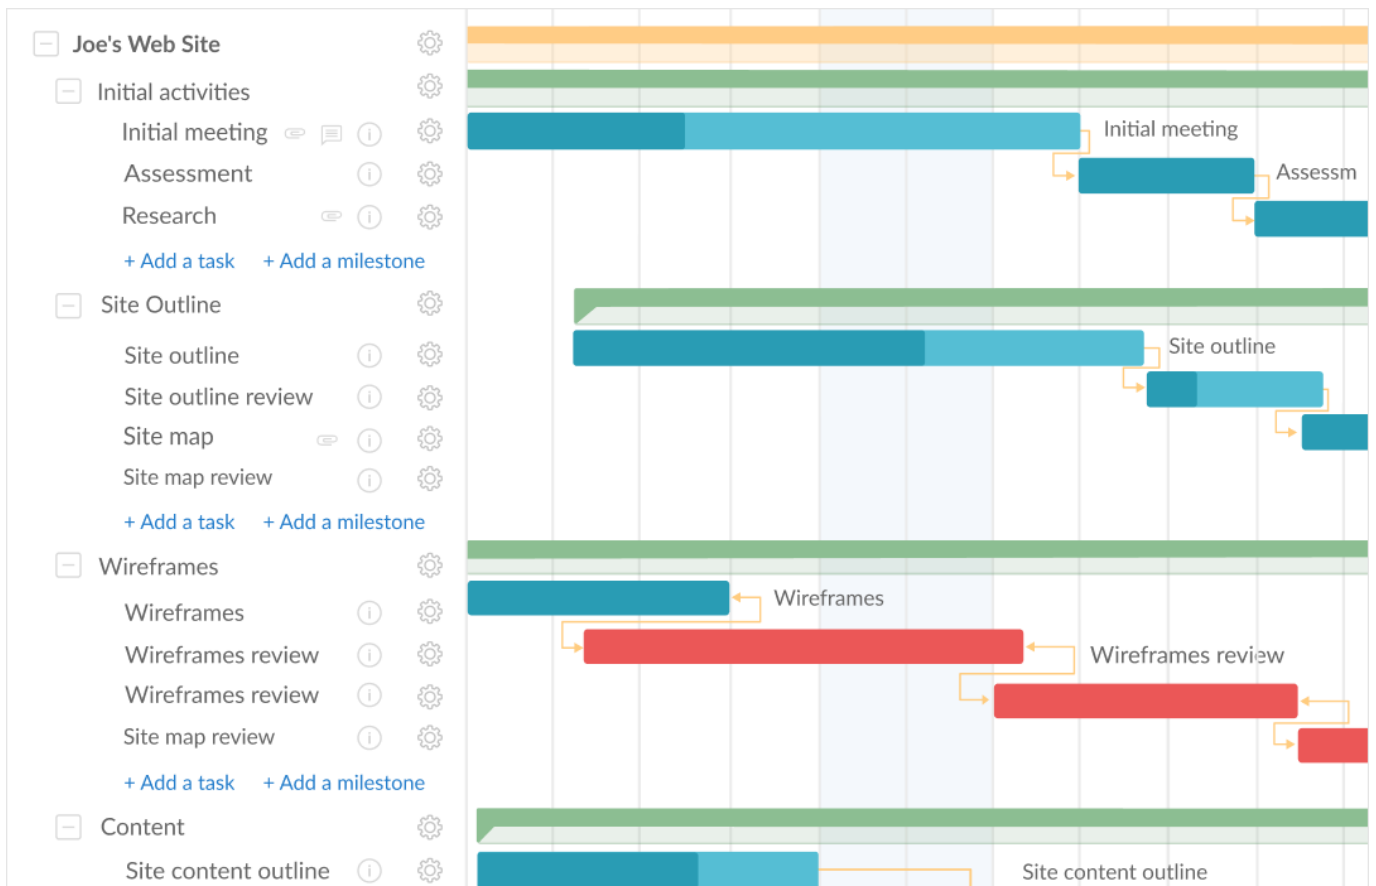 Joe's Web Site
Initial activities
Initial meeting
Initial meeting
Assessment
Assessm
Research
+ Add a task + Add a milestone
Site Outline
Site outline
Site outline
Site outline review
Site map
Site map review
+ Add a task + Add a milestone
Wireframes
Wireframes
Wireframes
Wireframes review
Wireframes review
Wireframes review
Site map review
+ Add a task + Add a milestone
Content
Site content outline
Site content outline